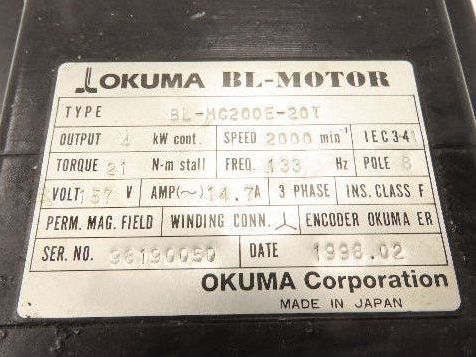 OKUMA BL-MOTOR
TYPE BL-MC200E-20T
OUTPUT 4 kW cont. SPEED 2000 min⁻¹ IEC34
TORQUE 21 N-m stall FREQ. 133 Hz POLE 8
VOLT 157 V AMP(~) 14.7A 3 PHASE INS. CLASS F
PERM. MAG. FIELD WINDING CONN. ENCODER OKUMA ER
SER. NO. 98190050 DATE 1998.02
OKUMA Corporation
MADE IN JAPAN